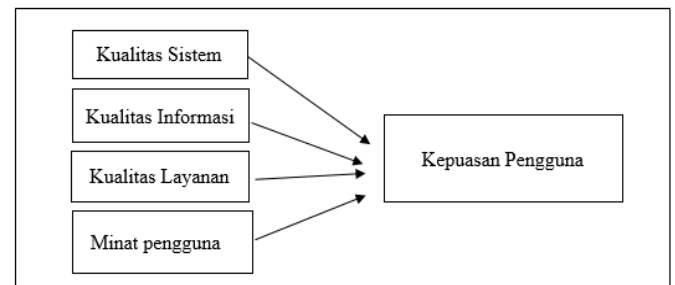 Kualitas Sistem
Kualitas Informasi
Kualitas Layanan
Minat pengguna
Kepuasan Pengguna